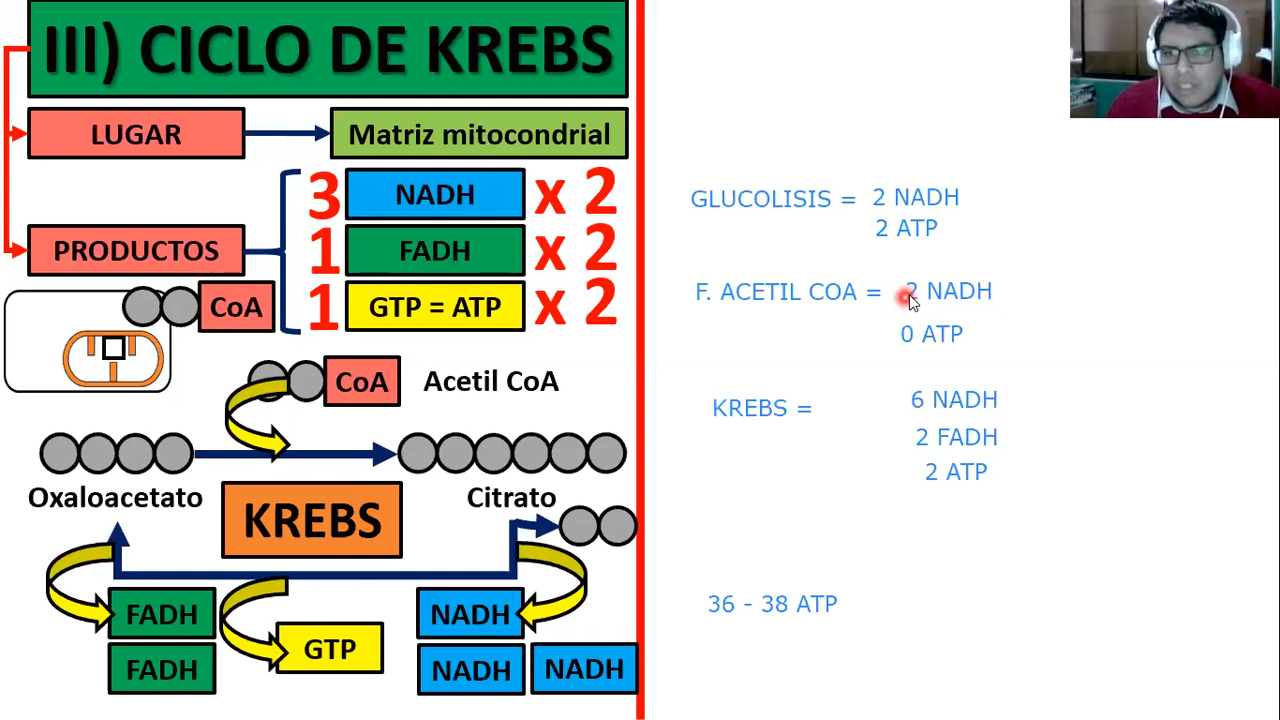 III) CICLO DE KREBS
LUGAR
Matriz mitocondrial
PRODUCTOS
3 NADH x 2
1 FADH x 2
1 GTP = ATP x 2
CoA
CoA
Acetil CoA
Oxaloacetato
Citrato
KREBS
FADH
FADH
GTP
NADH
NADH
NADH
GLUCOLISIS = 2 NADH
2 ATP
F. ACETIL COA = 2 NADH
0 ATP
KREBS =
6 NADH
2 FADH
2 ATP
36 - 38 ATP